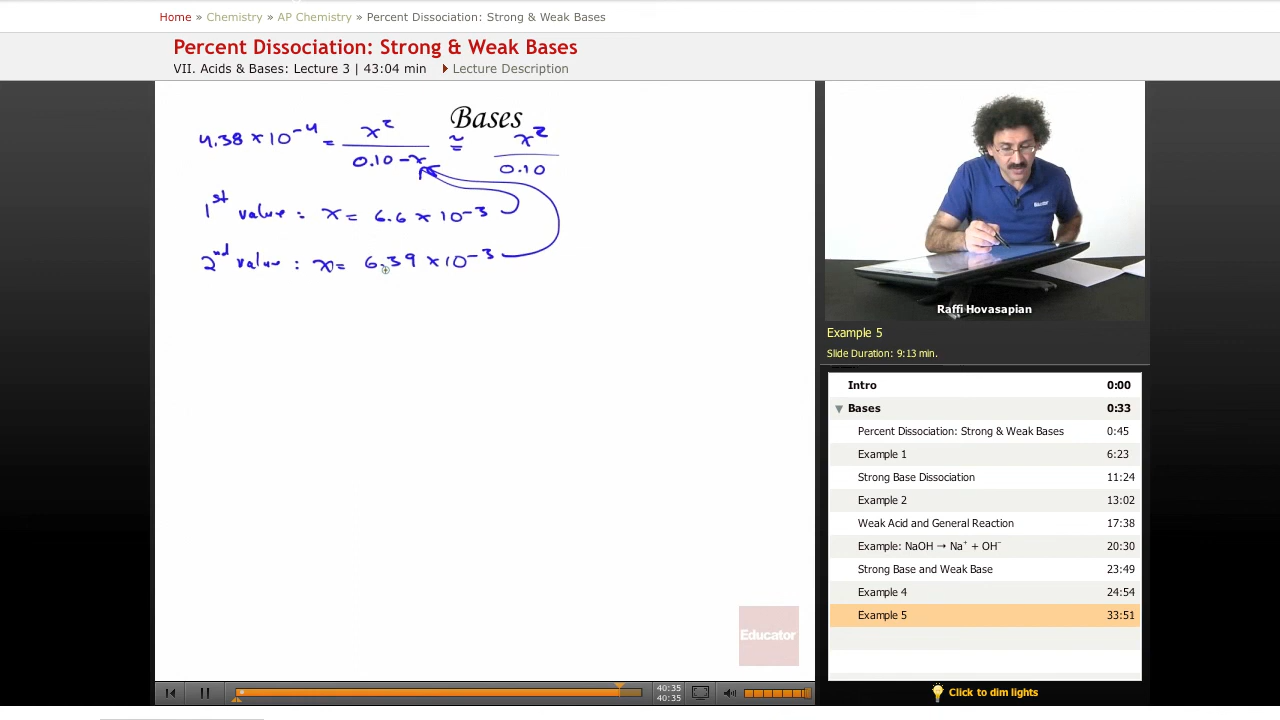 Home » Chemistry » AP Chemistry » Percent Dissociation: Strong & Weak Bases
Percent Dissociation: Strong & Weak Bases
VII. Acids & Bases: Lecture 3 | 43:04 min Lecture Description
Bases
4.38 × 10⁻⁴ = x² / 0.10 - x ≅ x² / 0.10
1st value : x = 6.6 × 10⁻³
2nd value : x = 6.39 × 10⁻³
Educator
Raffi Hovasapian
Example 5
Slide Duration: 9:13 min.
Intro 0:00
Bases 0:33
Percent Dissociation: Strong & Weak Bases 0:45
Example 1 6:23
Strong Base Dissociation 11:24
Example 2 13:02
Weak Acid and General Reaction 17:38
Example: NaOH → Na⁺ + OH⁻ 20:30
Strong Base and Weak Base 23:49
Example 4 24:54
Example 5 33:51
40:35
40:35
Click to dim lights